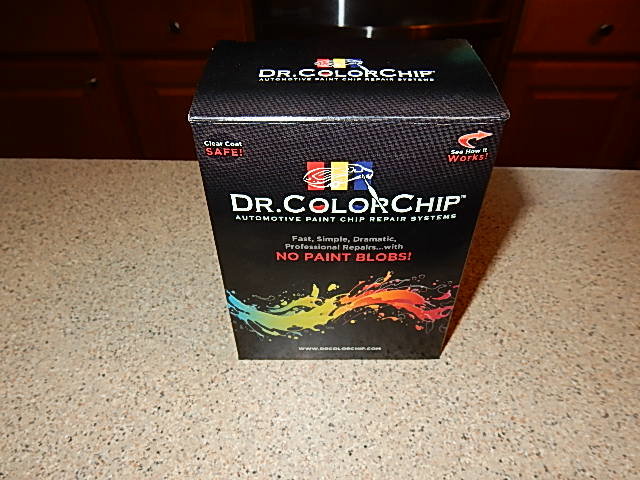 DR.COLORCHIP
AUTOMOTIVE PAINT CHIP REPAIR SYSTEMS
Clear Coat
SAFE!
See How It
Works!
DR.COLORCHIP™
AUTOMOTIVE PAINT CHIP REPAIR SYSTEMS
Fast, Simple, Dramatic,
Professional Repairs...with
NO PAINT BLOBS!
WWW.DRCOLORCHIP.COM